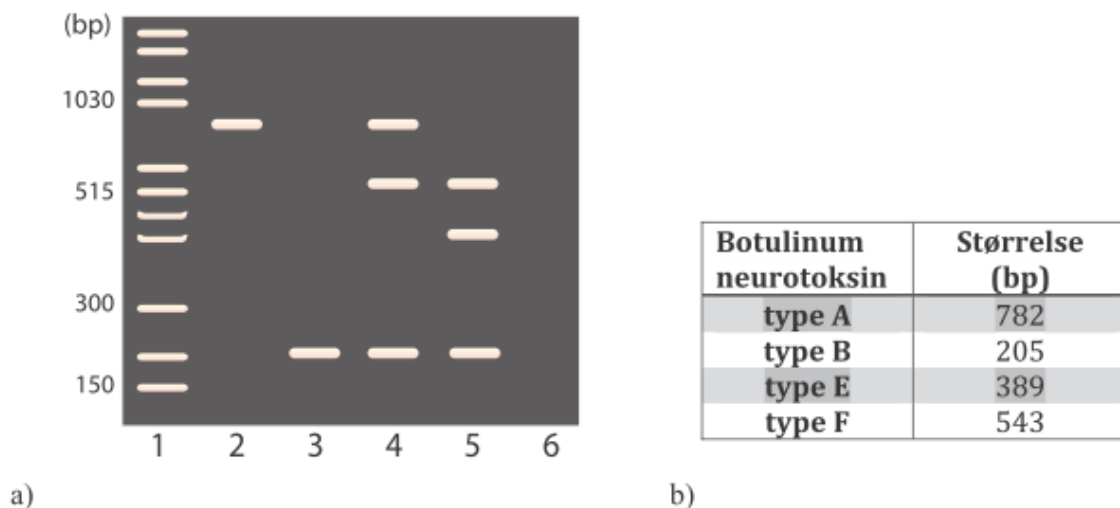 (bp)
1030
515
300
150
1 2 3 4 5 6
a)
Botulinum neurotoksin Størrelse (bp)
type A 782
type B 205
type E 389
type F 543
b)